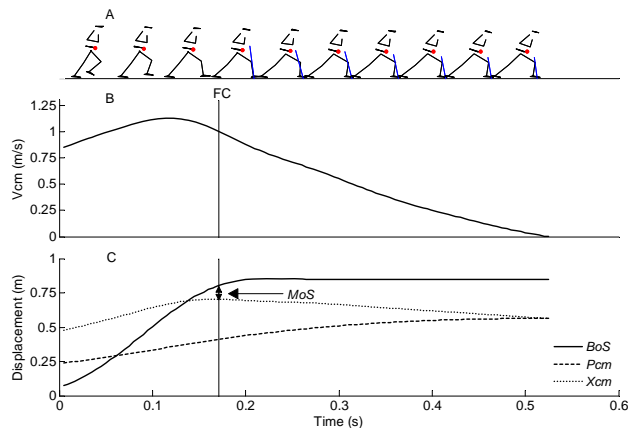 A
B
FC
1.25
1
0.75
0.5
0.25
0
Vcm (m/s)
C
1
0.75
0.5
0.25
0
Displacement (m)
MoS
BoS
Pcm
Xcm
0 0.1 0.2 0.3 0.4 0.5 0.6
Time (s)